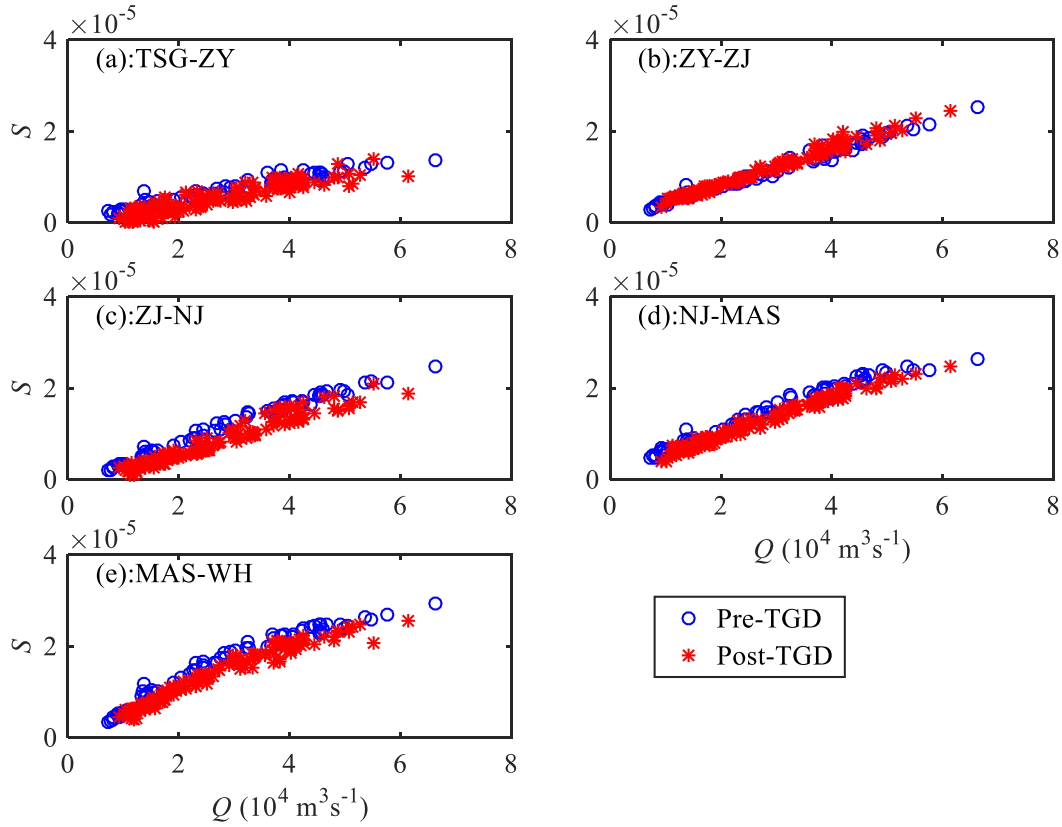 ×10⁻⁵
4
(a):TSG-ZY
S
2
0
0 2 4 6 8
×10⁻⁵
4
(b):ZY-ZJ
2
0
0 2 4 6 8
×10⁻⁵
4
(c):ZJ-NJ
S
2
0
0 2 4 6 8
×10⁻⁵
4
(d):NJ-MAS
2
0
0 2 4 6 8
Q (10⁴ m³s⁻¹)
×10⁻⁵
4
(e):MAS-WH
S
2
0
0 2 4 6 8
Q (10⁴ m³s⁻¹)
Pre-TGD
Post-TGD